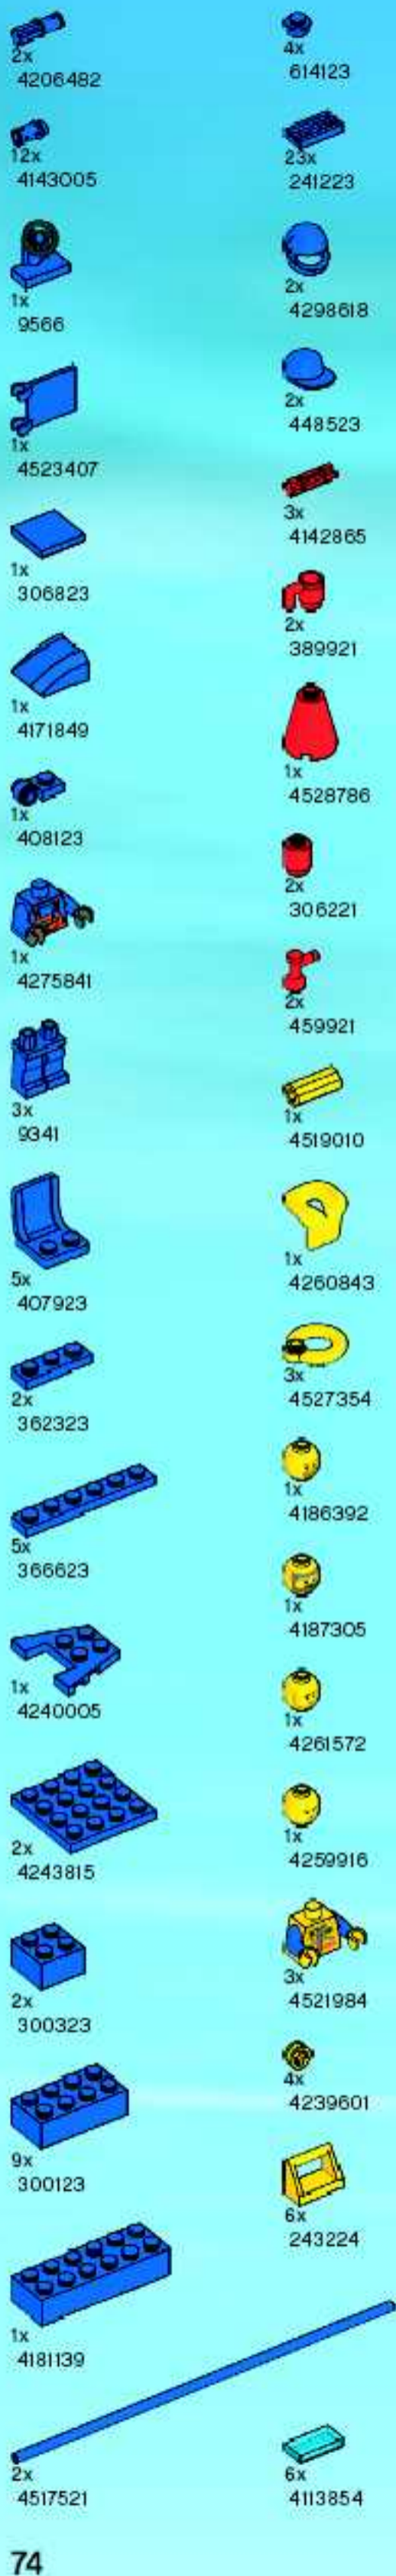 2x
4206482
12x
4143005
1x
9566
1x
4523407
1x
306823
1x
4171849
1x
408123
1x
4275841
3x
9341
5x
407923
2x
362323
5x
366623
1x
4240005
2x
4243815
2x
300323
9x
300123
1x
4181139
2x
4517521
4x
614123
23x
241223
2x
4298618
2x
448523
3x
4142865
2x
389921
1x
4528786
2x
306221
2x
459921
1x
4519010
1x
4260843
3x
4527354
1x
4186392
1x
4187305
1x
4261572
1x
4259916
3x
4521984
4x
4239601
6x
243224
6x
4113854
74